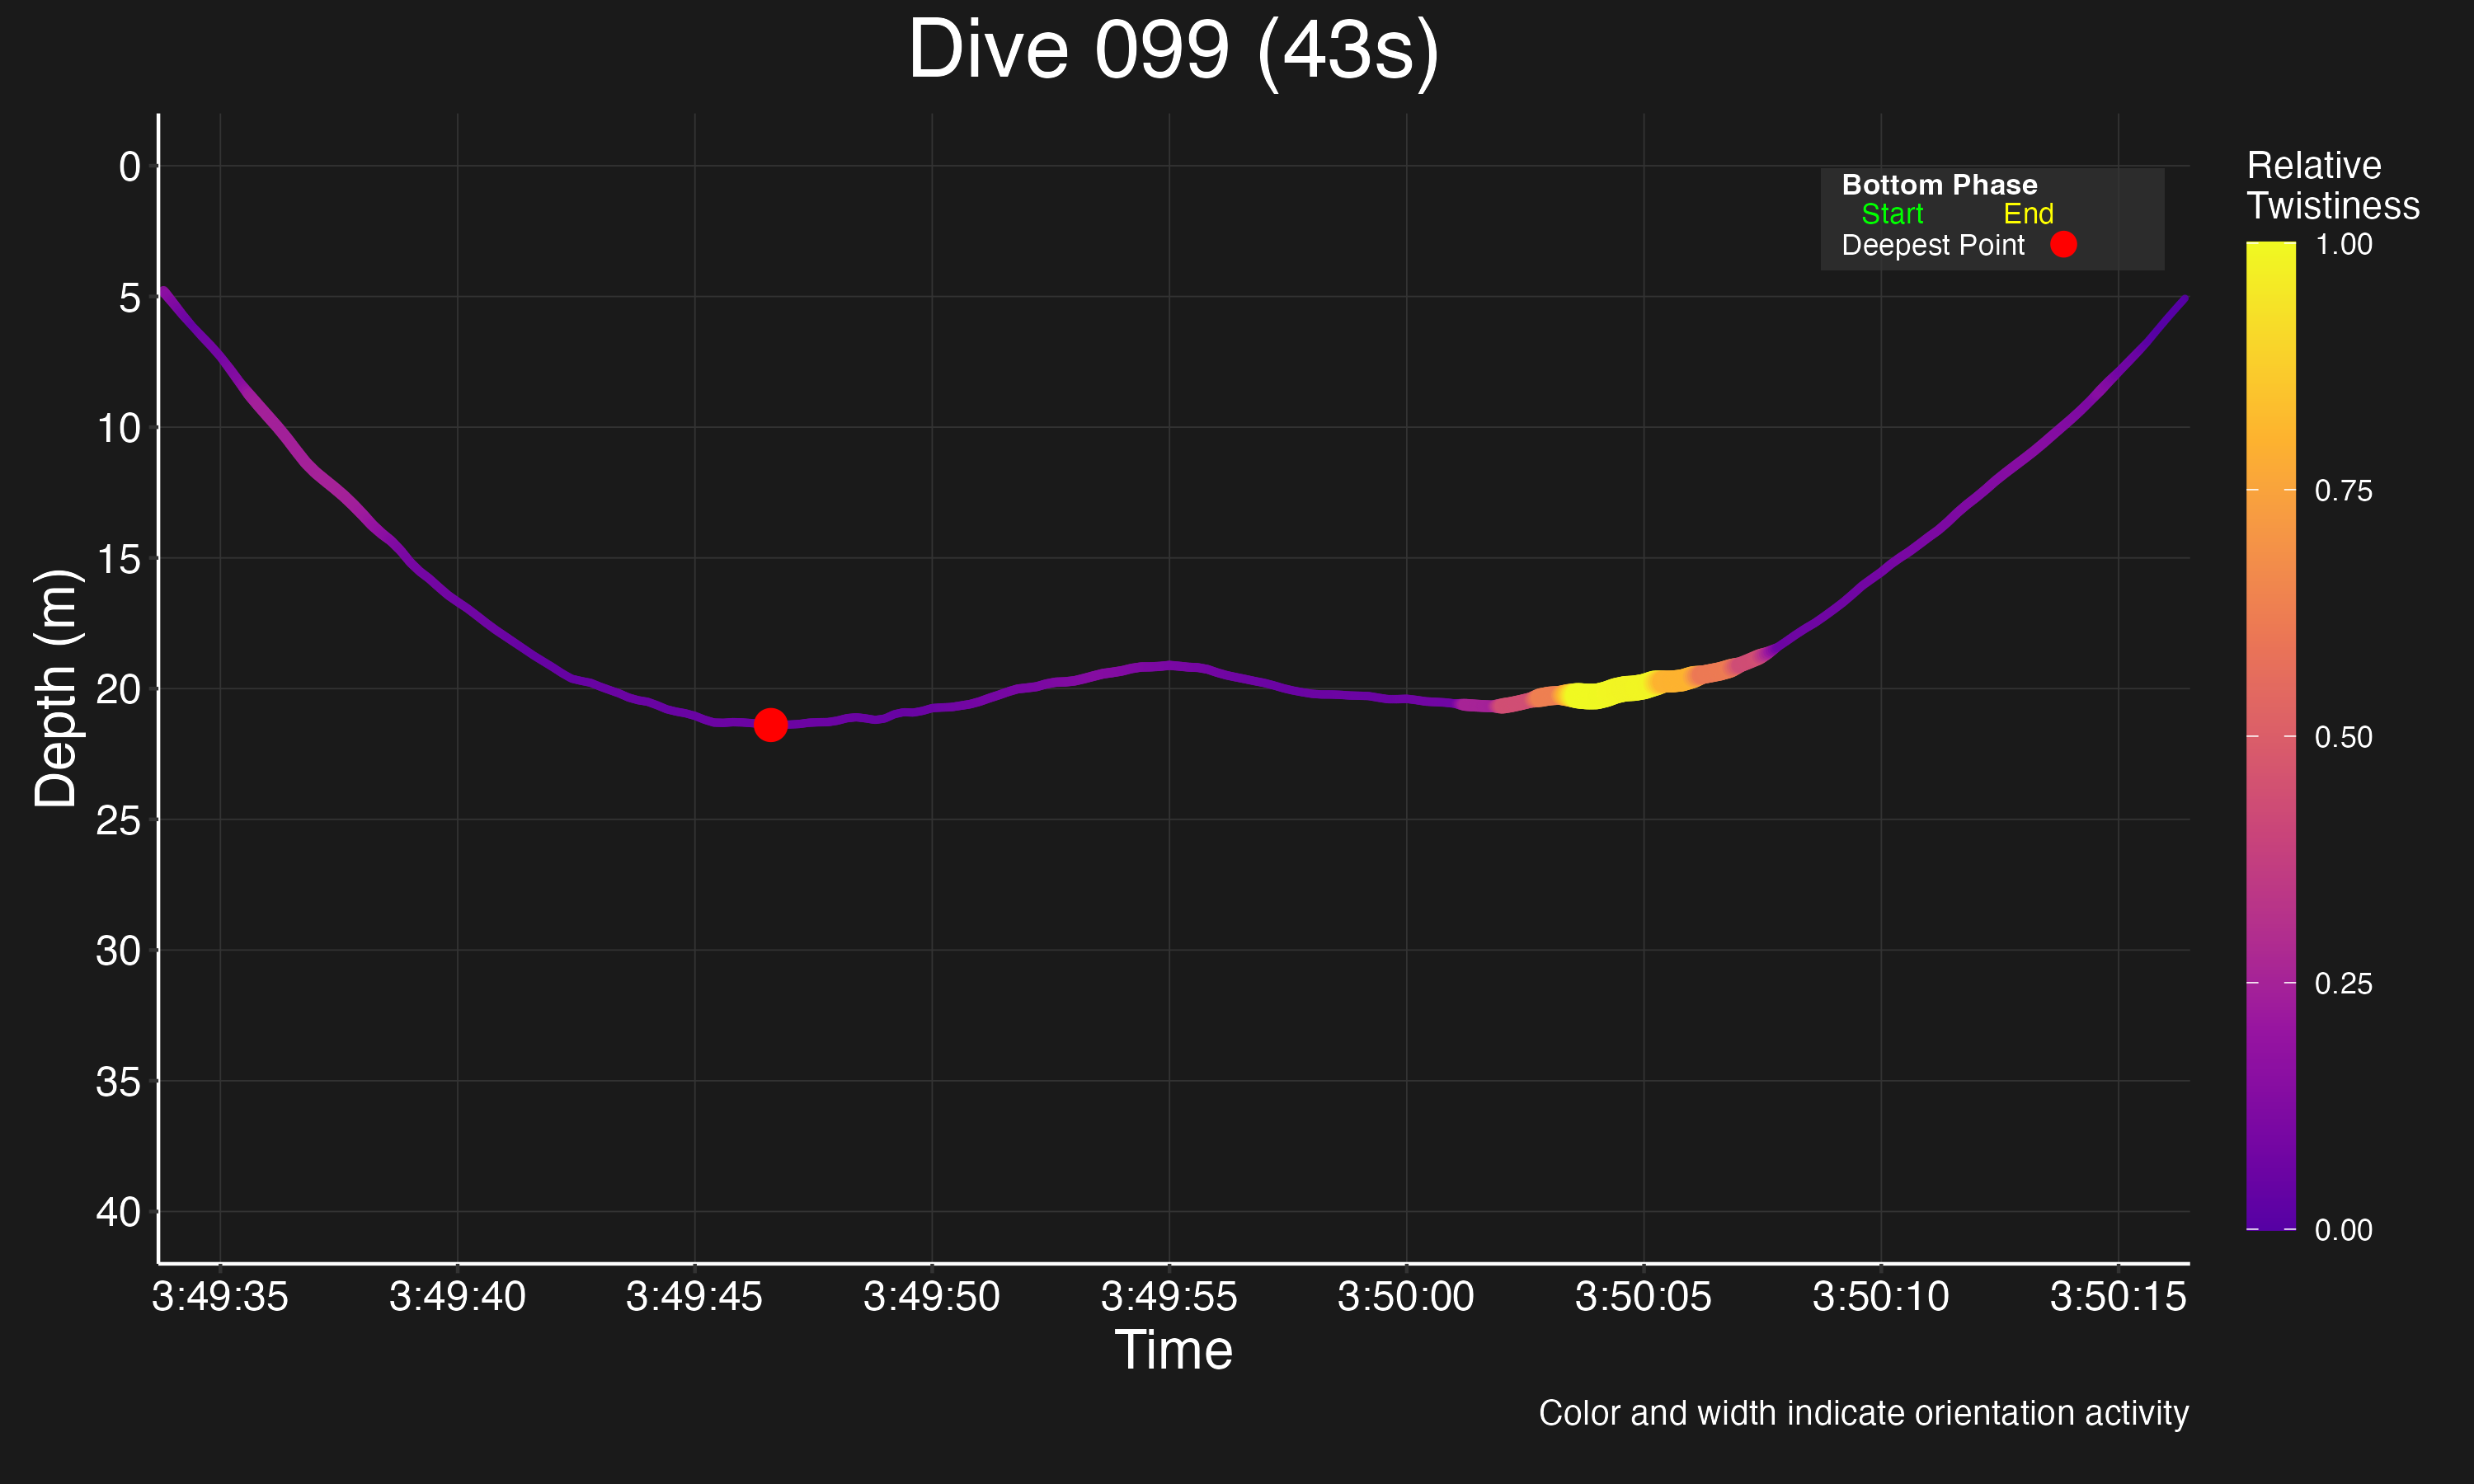 Dive 099 (43s)
Bottom Phase
Start End
Deepest Point
Relative
Twistiness
1.00
0.75
0.50
0.25
0.00
Depth (m)
0
5
10
15
20
25
30
35
40
3:49:35 3:49:40 3:49:45 3:49:50 3:49:55 3:50:00 3:50:05 3:50:10 3:50:15
Time
Color and width indicate orientation activity